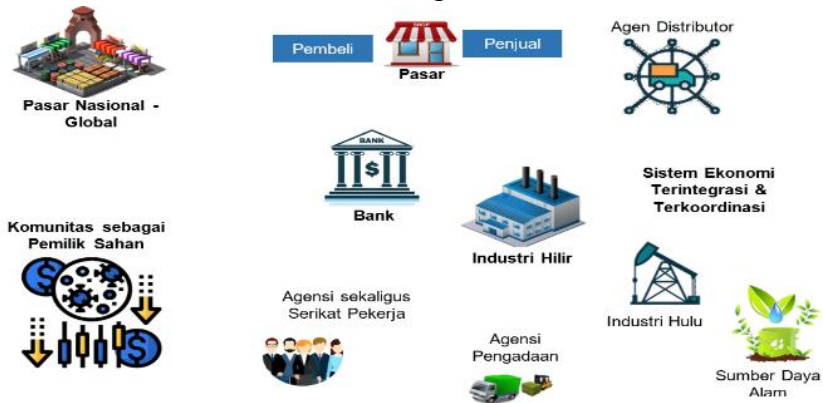 Pembeli
SHOP
Penjual
Pasar
Agen Distributor
Pasar Nasional -
Global
BANK
Bank
Sistem Ekonomi
Terintegrasi &
Terkoordinasi
Komunitas sebagai
Pemilik Sahan
Industri Hilir
Agensi sekaligus
Serikat Pekerja
Industri Hulu
Agensi
Pengadaan
Sumber Daya
Alam